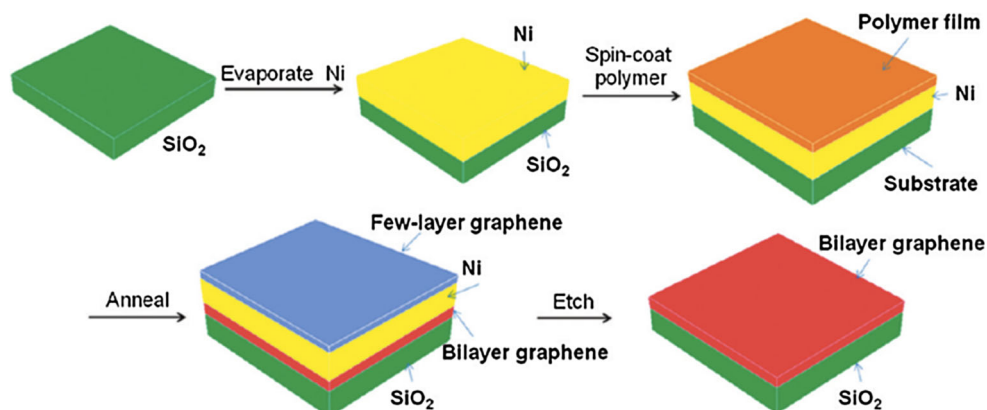 SiO2
Evaporate Ni
Ni
SiO2
Spin-coat
polymer
Polymer film
Ni
Substrate
Anneal
Few-layer graphene
Ni
Bilayer graphene
SiO2
Etch
Bilayer graphene
SiO2